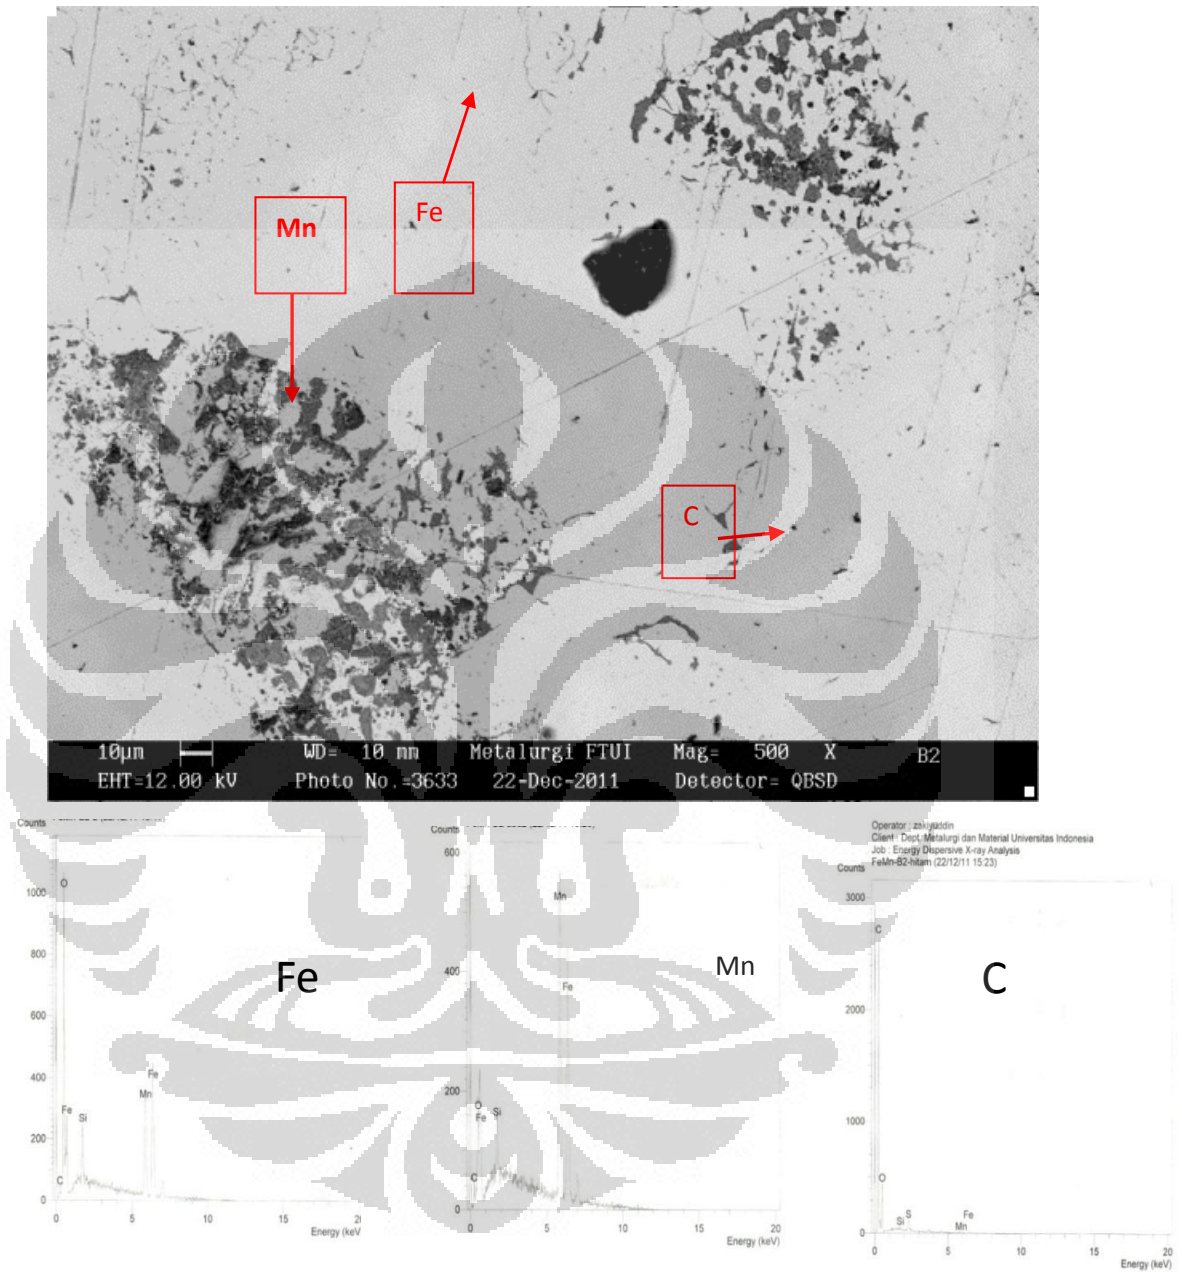 Fe
Mn
C
10µm WD= 10 mm Metalurgi FTUI Mag= 500 X B2
EHT=12.00 kV Photo No.=3633 22-Dec-2011 Detector= QBSD
Counts
O
1000
800
Fe
600
400
Fe
Mn
Fe
Si
200
C
0
0 5 10 15
Energy (keV
Counts
600
Mn
400
Fe
Mn
200
O
Fe
Si
C
0
0 5 10 15 20
Energy (keV)
Operator : zakiyuddin
Client : Dept. Metalurgi dan Material Universitas Indonesia
Job : Energy Dispersive X-ray Analysis
FeMn-B2-hitam (22/12/11 15:23)
Counts
3000
C
C
2000
1000
O
Si
S
Fe
Mn
0
0 5 10 15 20
Energy (keV)